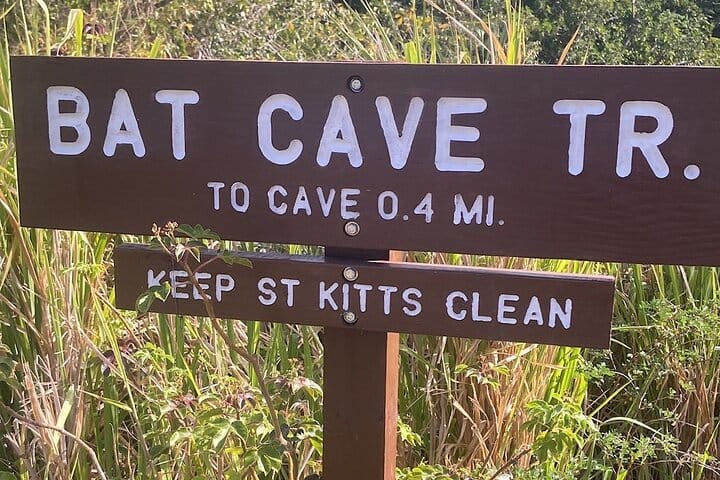 BAT CAVE TR.
TO CAVE 0.4 MI.
KEEP ST KITTS CLEAN